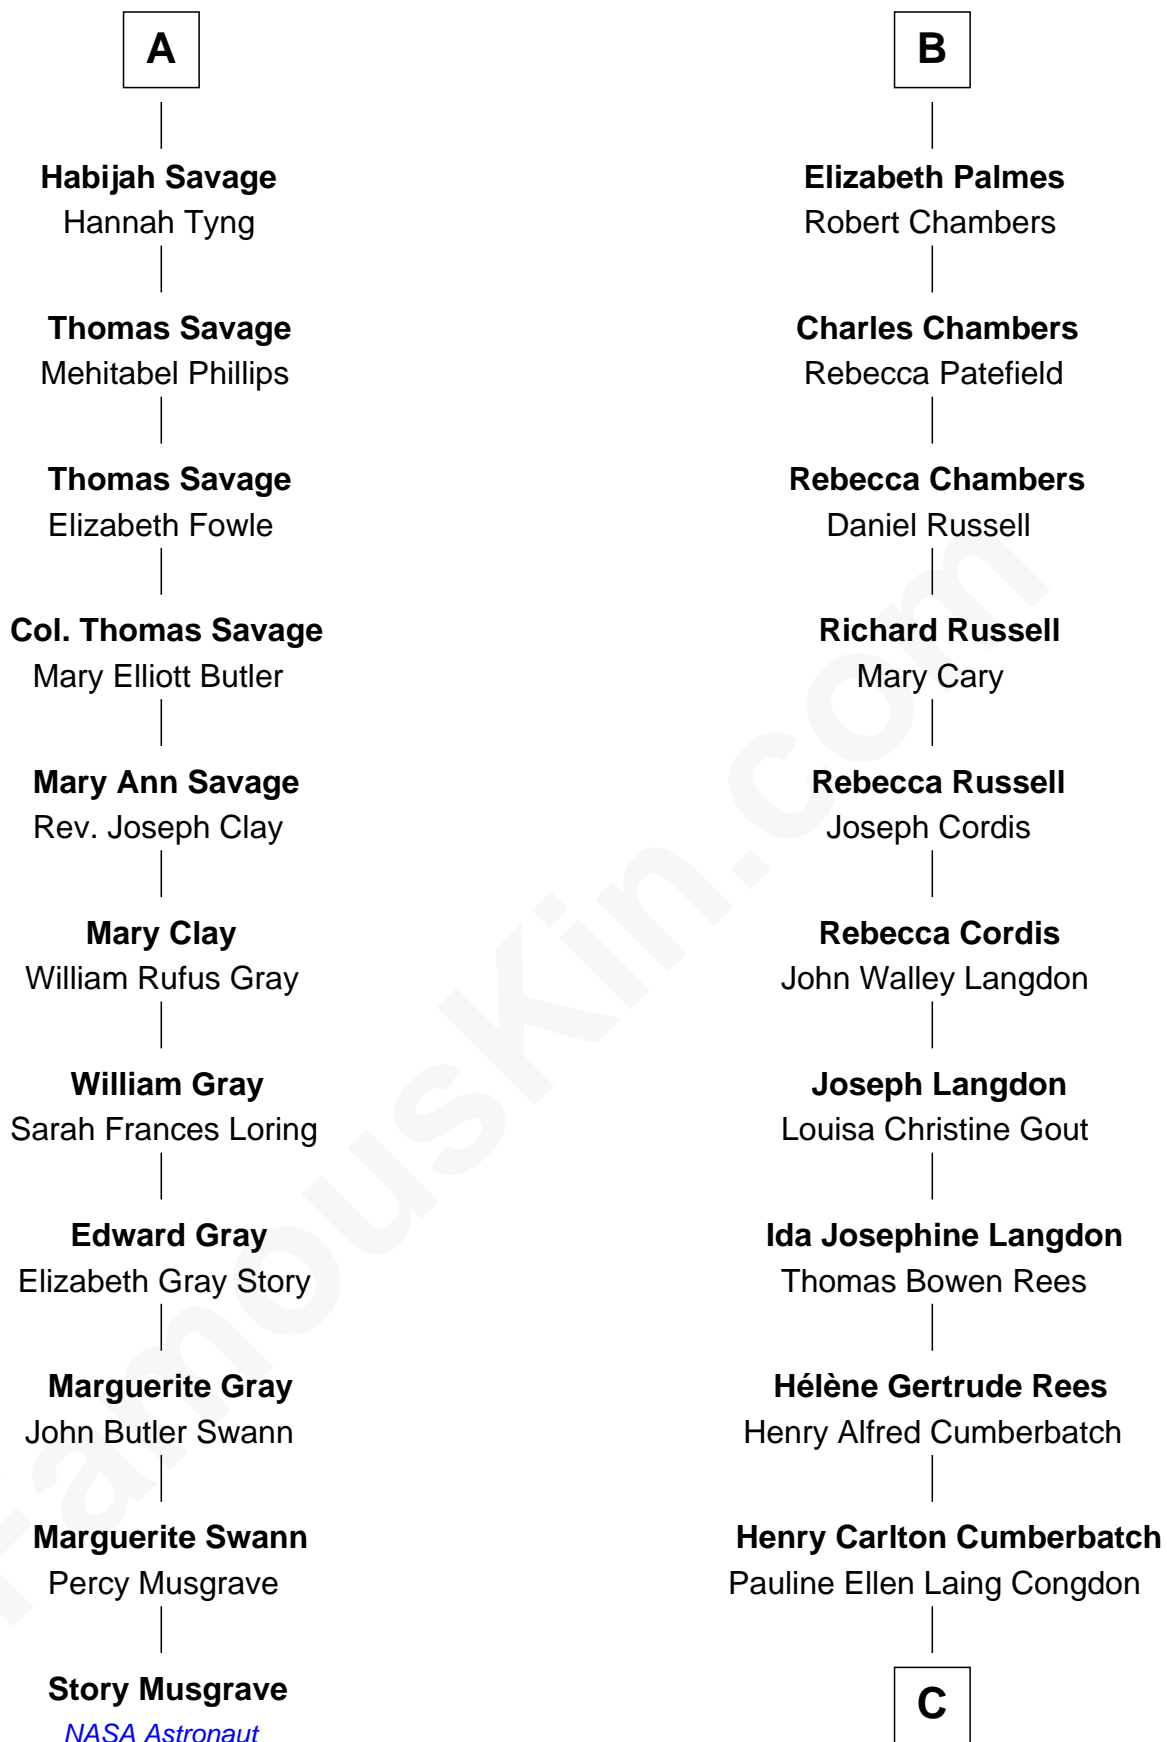 A
Habijah Savage
Hannah Tyng
Thomas Savage
Mehitabel Phillips
Thomas Savage
Elizabeth Fowle
Col. Thomas Savage
Mary Elliott Butler
Mary Ann Savage
Rev. Joseph Clay
Mary Clay
William Rufus Gray
William Gray
Sarah Frances Loring
Edward Gray
Elizabeth Gray Story
Marguerite Gray
John Butler Swann
Marguerite Swann
Percy Musgrave
Story Musgrave
NASA Astronaut
B
Elizabeth Palmes
Robert Chambers
Charles Chambers
Rebecca Patefield
Rebecca Chambers
Daniel Russell
Richard Russell
Mary Cary
Rebecca Russell
Joseph Cordis
Rebecca Cordis
John Walley Langdon
Joseph Langdon
Louisa Christine Gout
Ida Josephine Langdon
Thomas Bowen Rees
Hélène Gertrude Rees
Henry Alfred Cumberbatch
Henry Carlton Cumberbatch
Pauline Ellen Laing Congdon
C
FamousKin.com